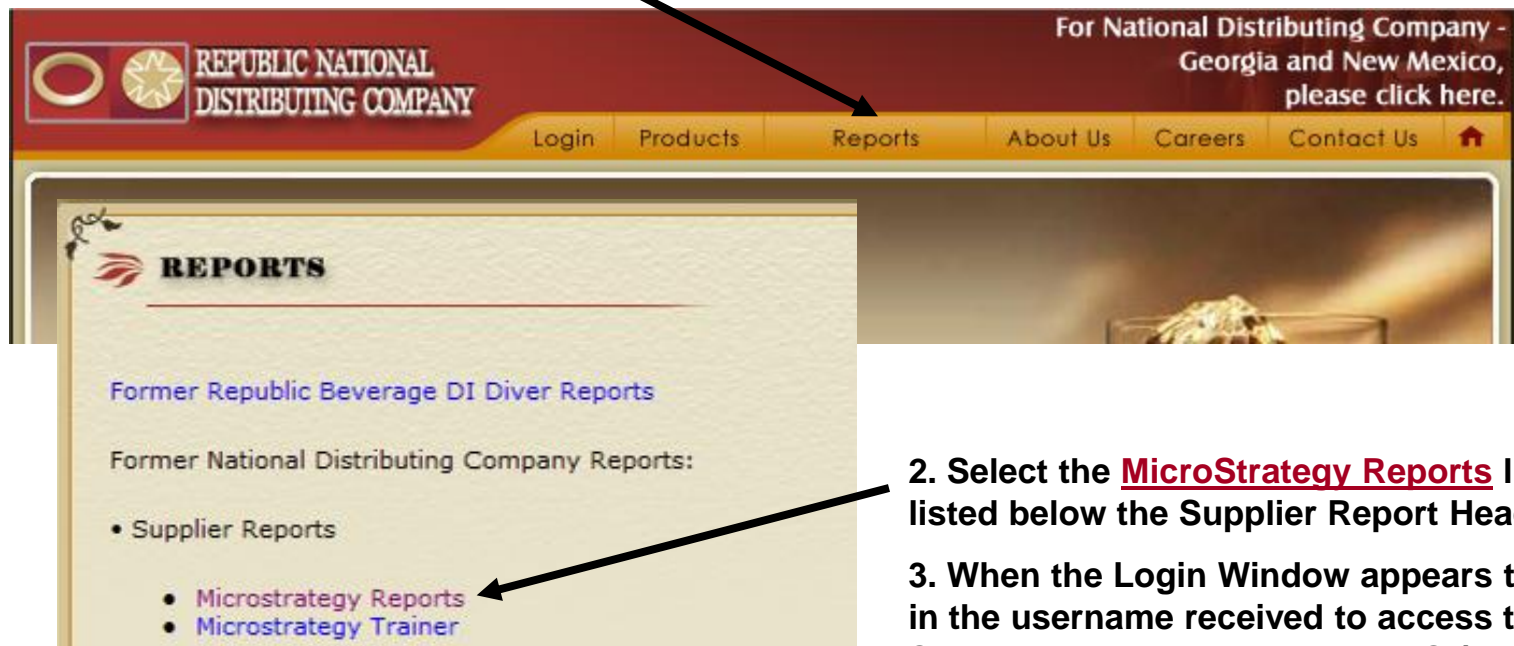 For National Distributing Company -
Georgia and New Mexico,
please click here.
REPUBLIC NATIONAL
DISTRIBUTING COMPANY
Login Products Reports About Us Careers Contact Us
REPORTS
Former Republic Beverage DI Diver Reports
Former National Distributing Company Reports:
• Supplier Reports
• Microstrategy Reports
• Microstrategy Trainer
2. Select the MicroStrategy Reports
listed below the Supplier Report
3. When the Login Window appears
in the username received to access